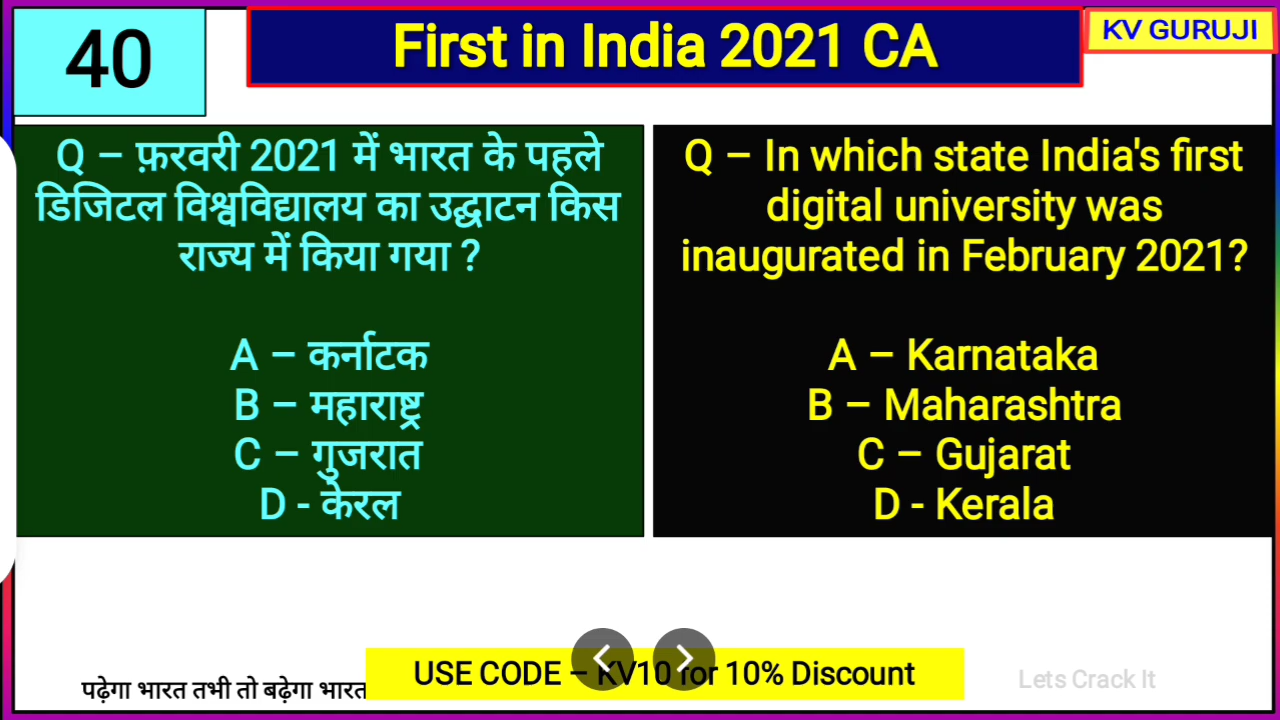 40
First in India 2021 CA
KV GURUJI
Q – फ़रवरी 2021 में भारत के पहले
डिजिटल विश्वविद्यालय का उद्घाटन किस
राज्य में किया गया ?
A – कर्नाटक
B – महाराष्ट्र
C – गुजरात
D - केरल
Q – In which state India's first
digital university was
inaugurated in February 2021?
A – Karnataka
B – Maharashtra
C – Gujarat
D - Kerala
पढ़ेगा भारत तभी तो बढ़ेगा भारत
USE CODE – KV10 for 10% Discount
Lets Crack It